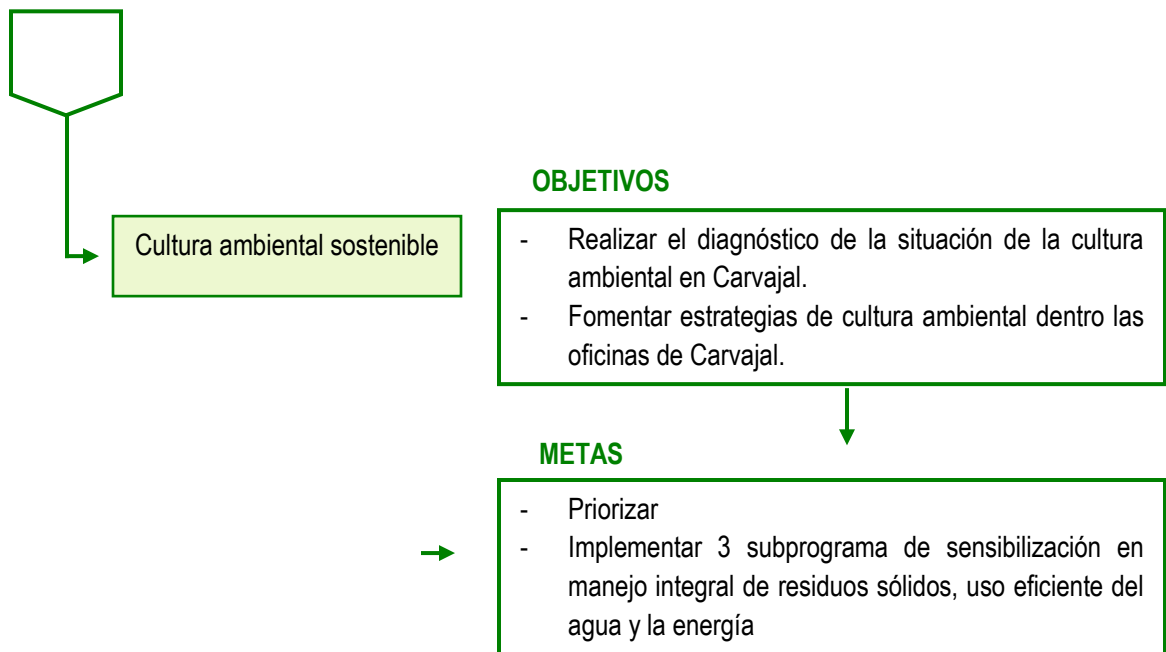 OBJETIVOS
Cultura ambiental sostenible
- Realizar el diagnóstico de la situación de la cultura
ambiental en Carvajal.
- Fomentar estrategias de cultura ambiental dentro las
oficinas de Carvajal.
METAS
- Priorizar
- Implementar 3 subprograma de sensibilización en
manejo integral de residuos sólidos, uso eficiente del
agua y la energía